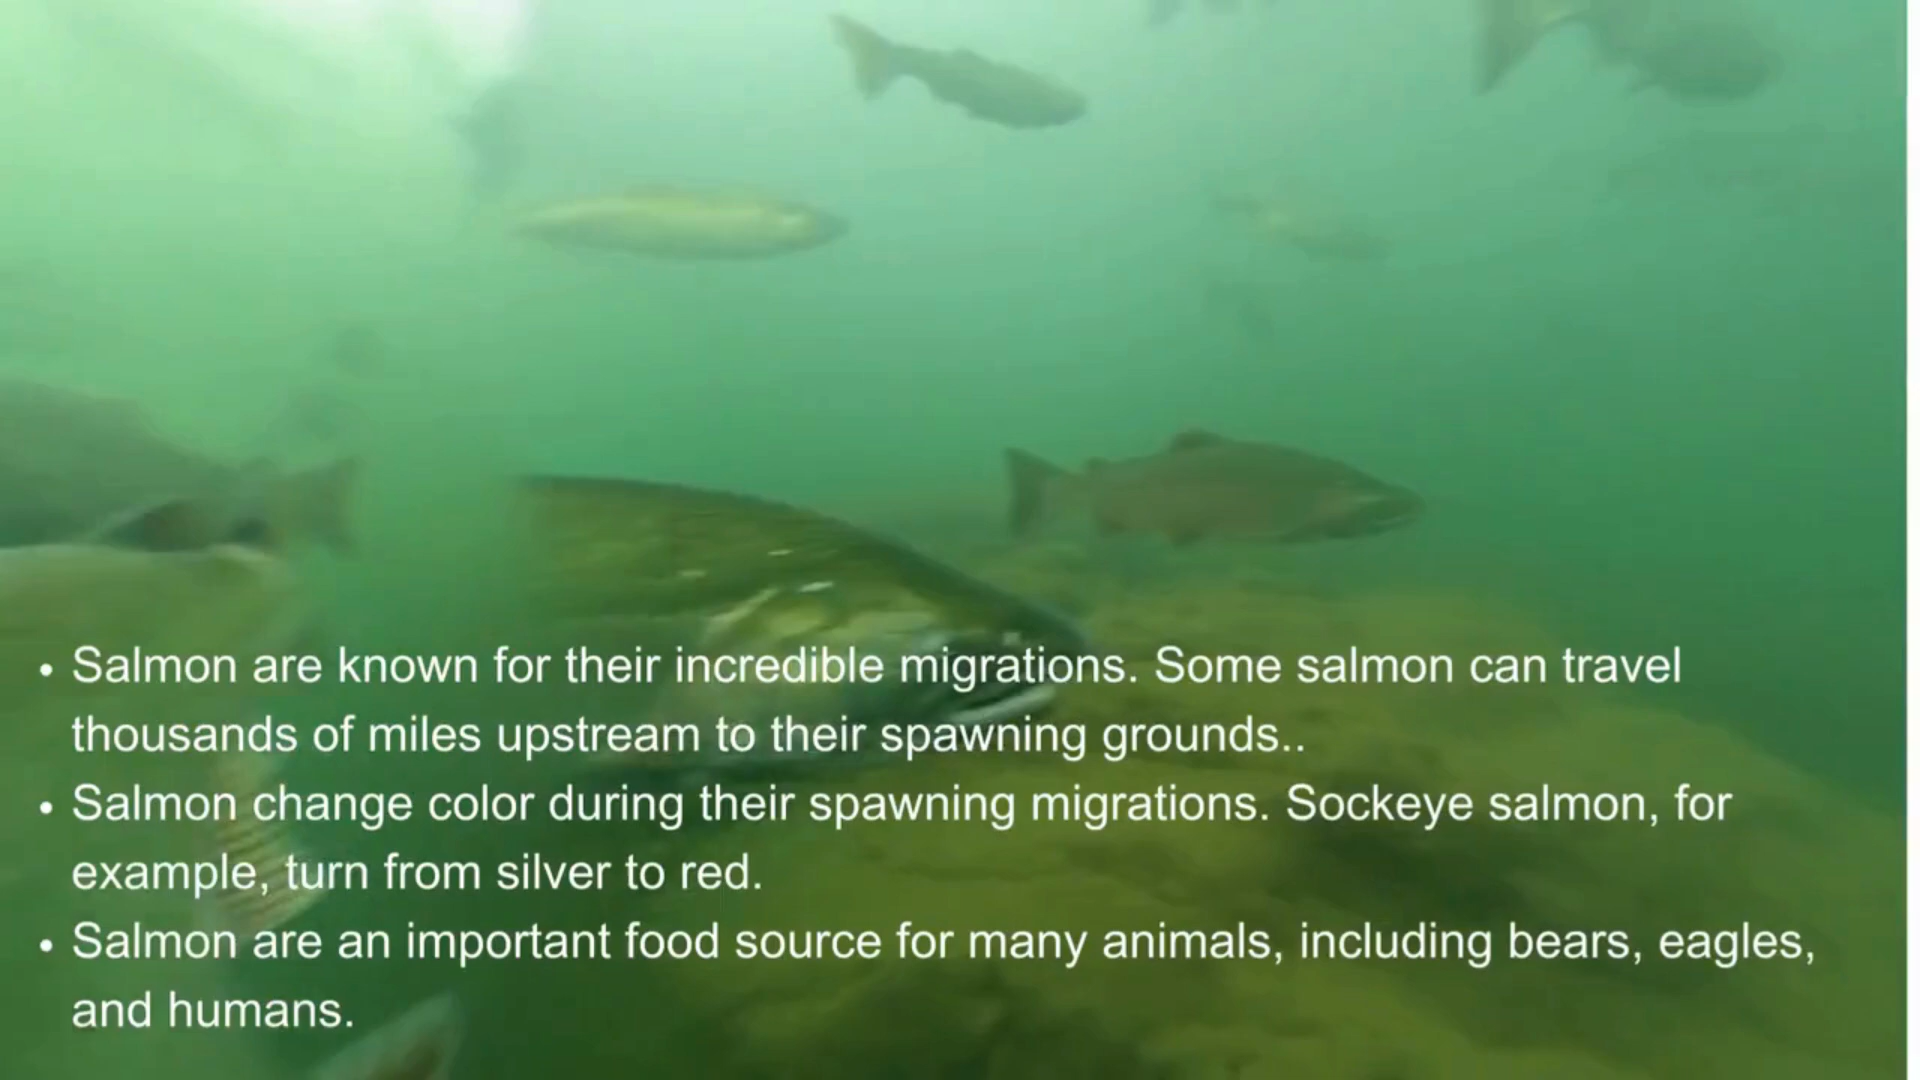 • Salmon are known for their incredible migrations. Some salmon can travel
thousands of miles upstream to their spawning grounds..
• Salmon change color during their spawning migrations. Sockeye salmon, for
example, turn from silver to red.
• Salmon are an important food source for many animals, including bears, eagles,
and humans.